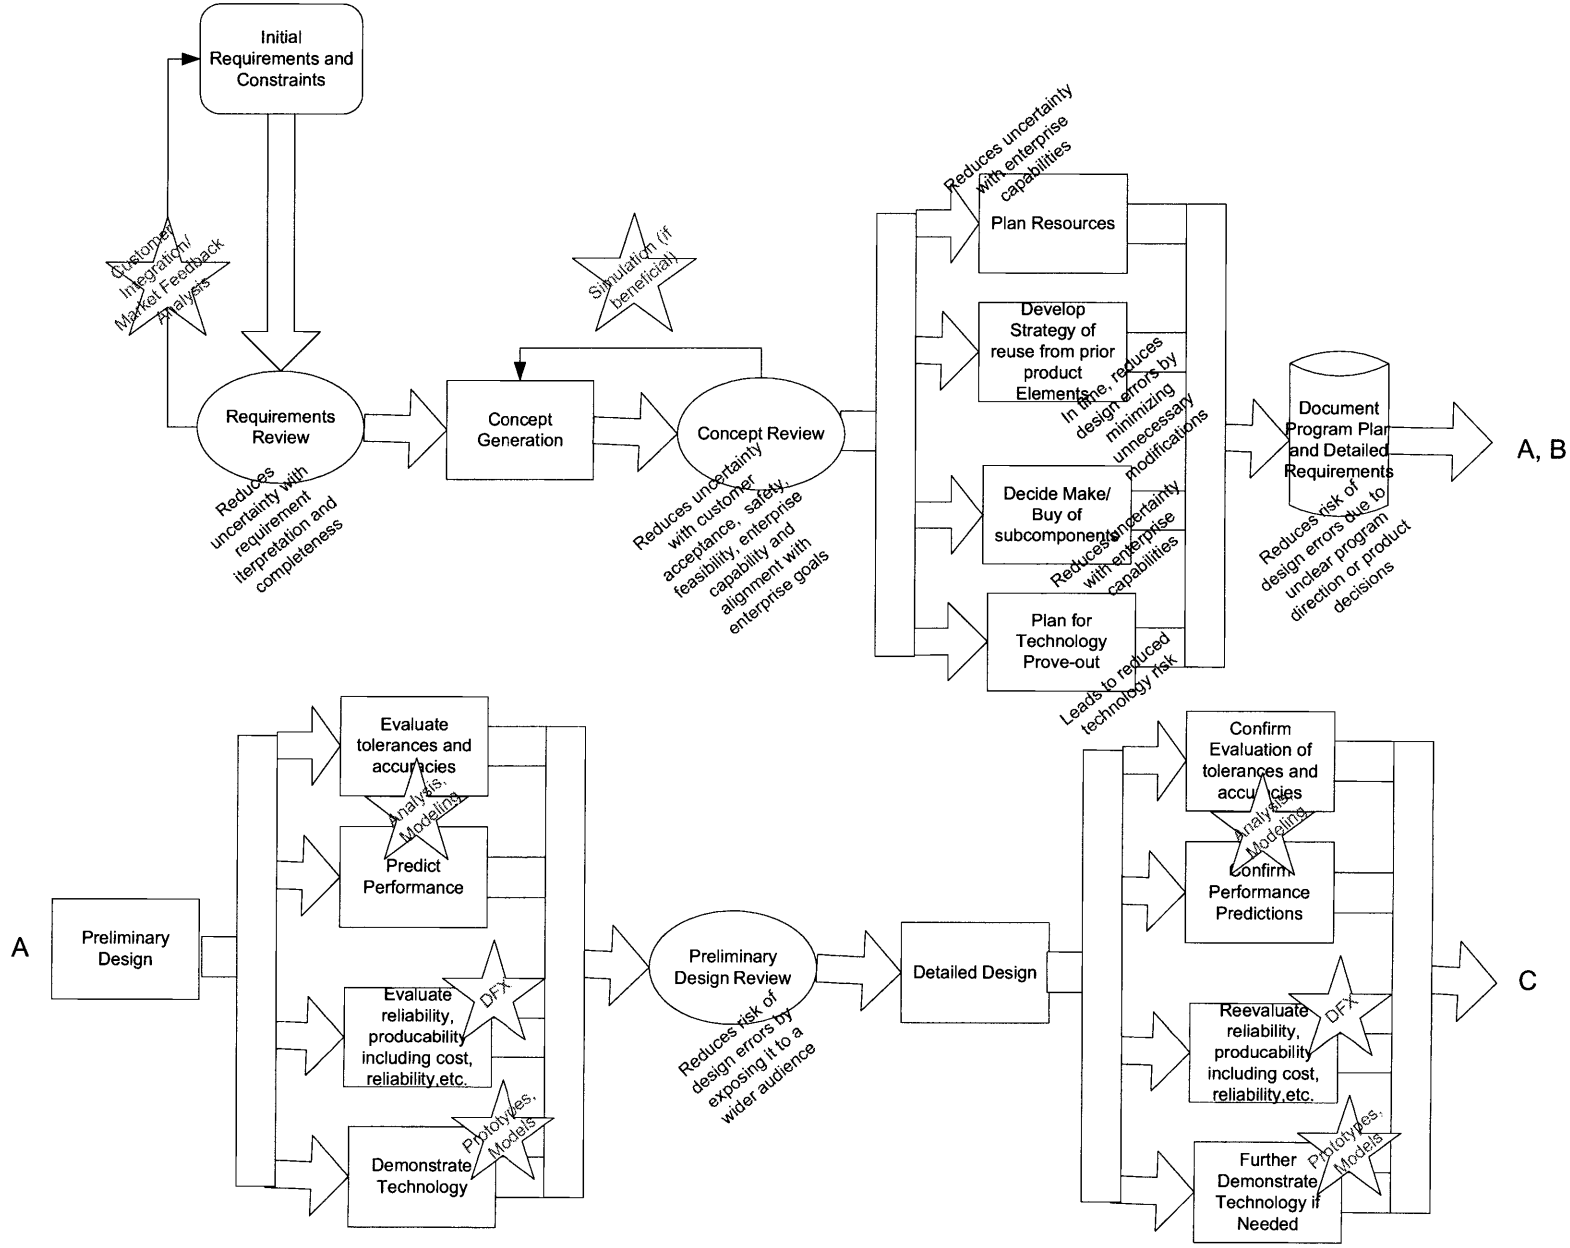 Initial
Requirements and
Constraints
Customer
Integration/
Market Feedback
Analysis
Requirements
Review
Reduces
uncertainty with
requirement
iterpretation and
completeness
Concept
Generation
Simulation (if
beneficial)
Concept Review
Reduces uncertainty
with customer
acceptance, safety,
feasibility, enterprise
capability and
alignment with
enterprise goals
Reduces uncertainty
with enterprise
capabilities
Plan Resources
Develop
Strategy of
reuse from prior
product
Elements
In time, reduces
design errors by
minimizing
unnecessary
modifications
Decide Make/
Buy of
subcomponents
Reduces uncertainty
with enterprise
capabilities
Plan for
Technology
Prove-out
Leads to reduced
technology risk
Document
Program Plan
and Detailed
Requirements
Reduces risk of
design errors due to
unclear program
direction or product
decisions
A, B
A
Preliminary
Design
Evaluate
tolerances and
accuracies
Analysis,
Modeling
Predict
Performance
DFX
Evaluate
reliability,
producability
including cost,
reliability,etc.
Prototypes,
Models
Demonstrate
Technology
Preliminary
Design Review
Reduces risk of
design errors by
exposing it to a
wider audience
Detailed Design
Confirm
Evaluation of
tolerances and
accuracies
Analysis,
Modeling
Confirm
Performance
Predictions
DFX
Reevaluate
reliability,
producability
including cost,
reliability,etc.
Prototypes,
Models
Further
Demonstrate
Technology if
Needed
C